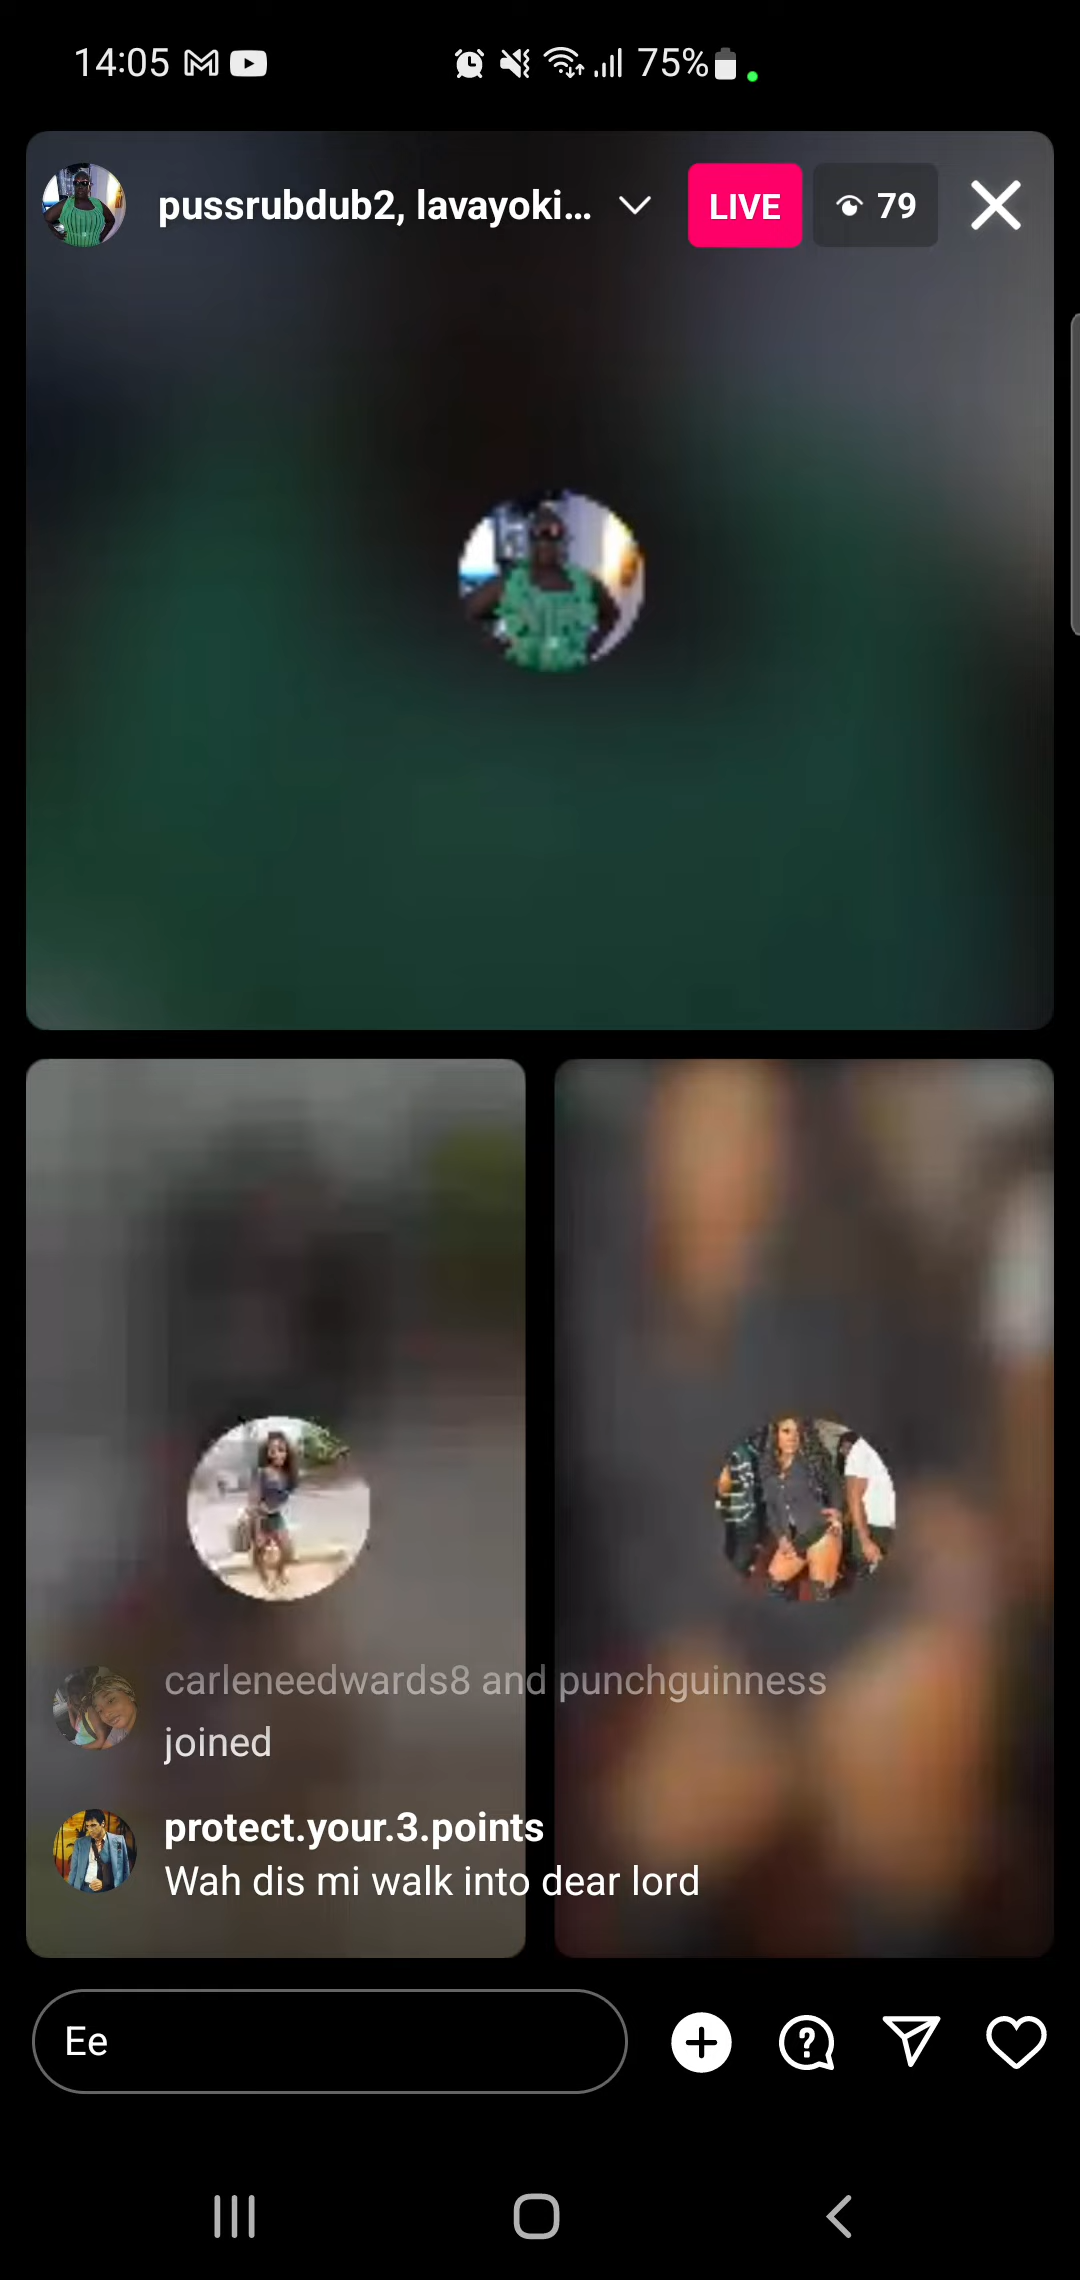 14:05
75%
pussrubdub2, lavayoki...
LIVE
79
carleneedwards8 and punchguinness
joined
protect.your.3.points
Wah dis mi walk into dear lord
Ee